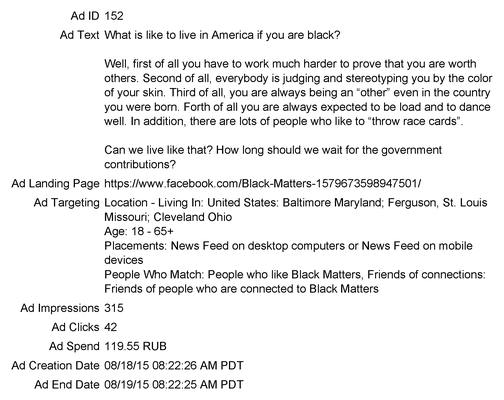 Ad ID 152
Ad Text What is like to live in America if you are black?
Well, first of all you have to work much harder to prove that you are worth
others. Second of all, everybody is judging and stereotyping you by the color
of your skin. Third of all, you are always being an “other” even in the country
you were born. Forth of all you are always expected to be load and to dance
well. In addition, there are lots of people who like to “throw race cards”.
Can we live like that? How long should we wait for the government
contributions?
Ad Landing Page https://www.facebook.com/Black-Matters-1579673598947501/
Ad Targeting Location - Living In: United States: Baltimore Maryland; Ferguson, St. Louis
Missouri; Cleveland Ohio
Age: 18 - 65+
Placements: News Feed on desktop computers or News Feed on mobile
devices
People Who Match: People who like Black Matters, Friends of connections:
Friends of people who are connected to Black Matters
Ad Impressions 315
Ad Clicks 42
Ad Spend 119.55 RUB
Ad Creation Date 08/18/15 08:22:26 AM PDT
Ad End Date 08/19/15 08:22:25 AM PDT